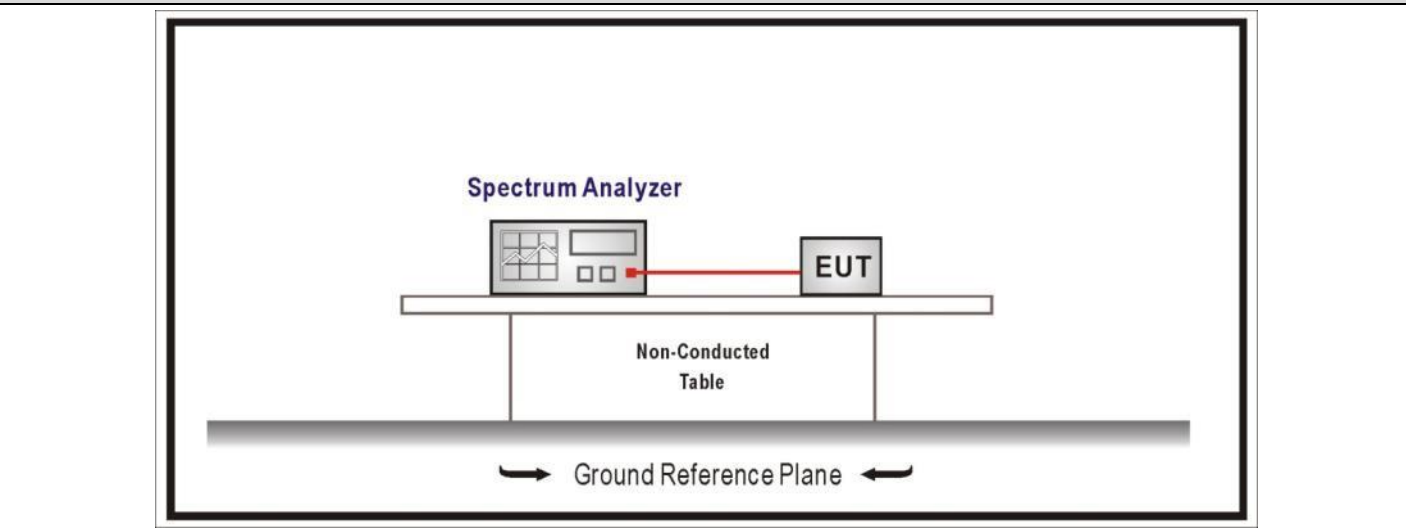 Spectrum Analyzer
EUT
Non-Conducted
Table
Ground Reference Plane